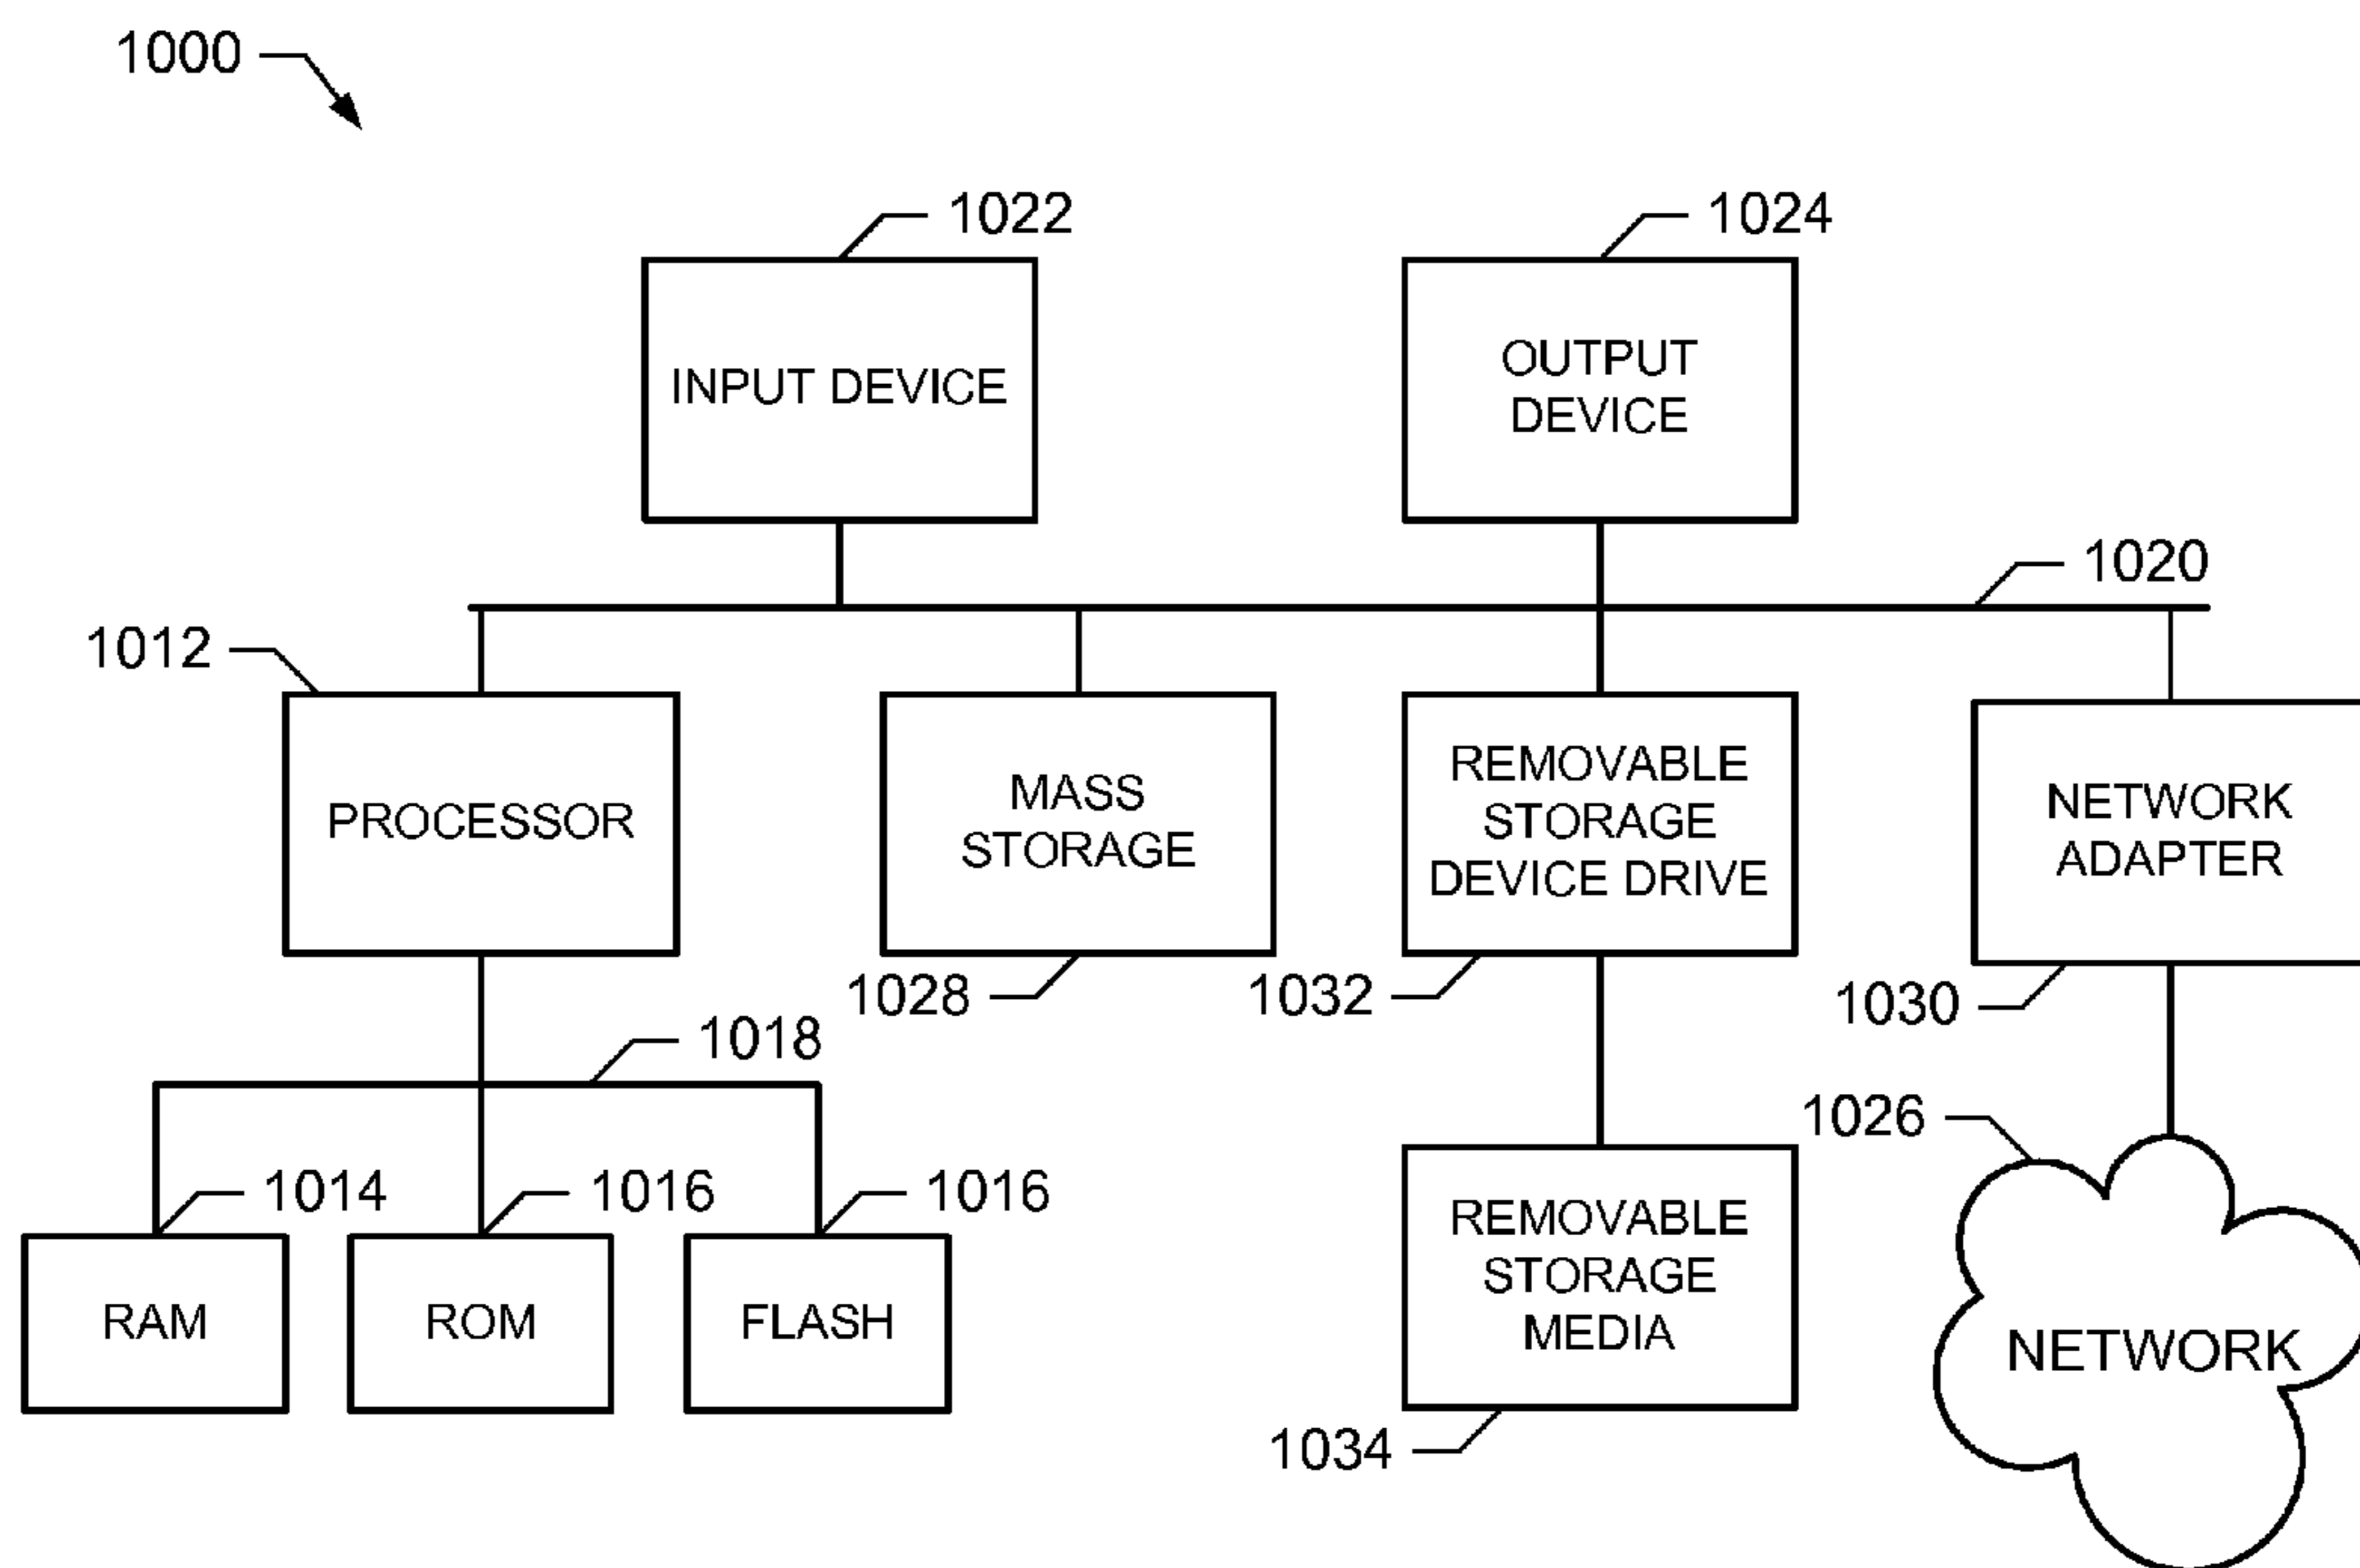 1000
1022
1024
INPUT DEVICE
OUTPUT
DEVICE
1020
1012
PROCESSOR
MASS
STORAGE
REMOVABLE
STORAGE
DEVICE DRIVE
NETWORK
ADAPTER
1028
1032
1030
1018
1026
1014
1016
1016
RAM
ROM
FLASH
REMOVABLE
STORAGE
MEDIA
NETWORK
1034